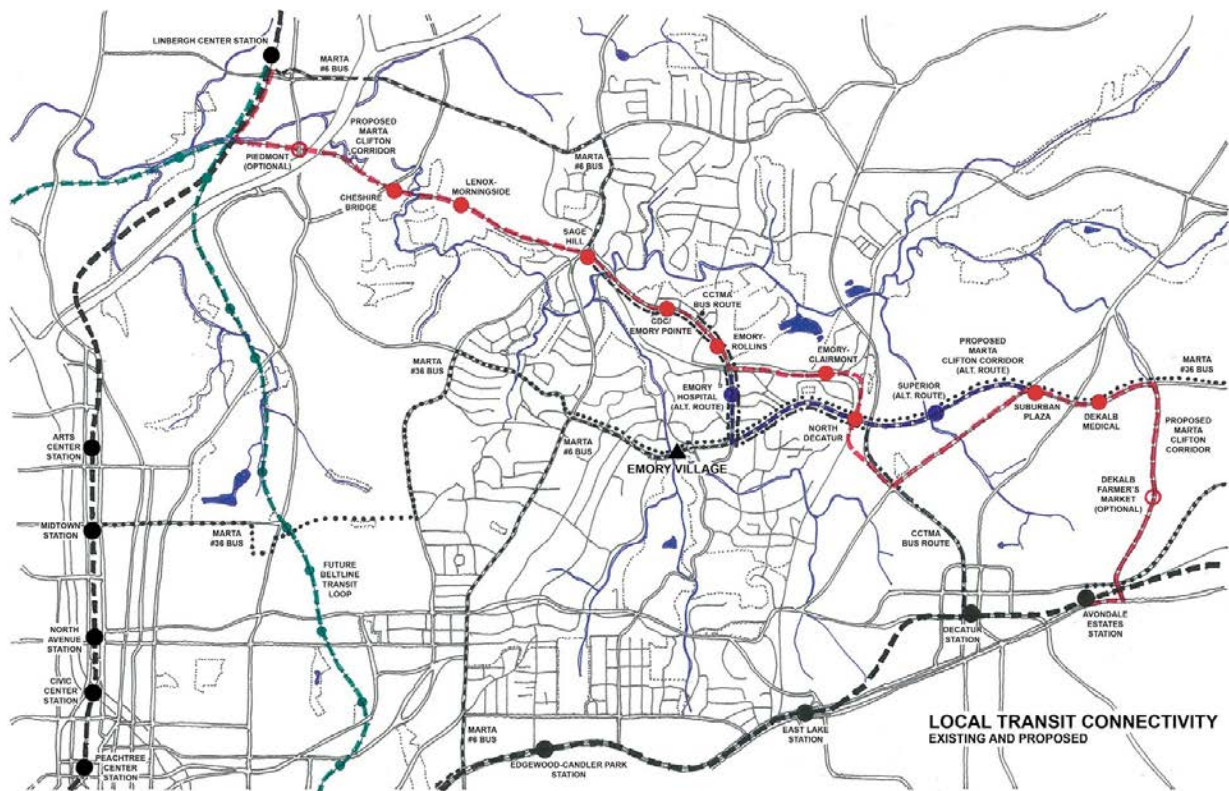 LINBERGH CENTER STATION
MARTA
#6 BUS
PROPOSED
MARTA
CLIFTON
CORRIDOR
PIEDMONT
(OPTIONAL)
MARTA
#6 BUS
CHESHIRE
BRIDGE
LENOX-
MORNINGSIDE
SAGE
HILL
CCTMA
BUS ROUTE
CDC/
EMORY POINTE
EMORY-
ROLLINS
EMORY-
CLAIRMONT
PROPOSED
MARTA
CLIFTON CORRIDOR
(ALT. ROUTE)
MARTA
#36 BUS
MARTA
#36 BUS
EMORY
HOSPITAL
(ALT. ROUTE)
SUPERIOR
(ALT. ROUTE)
SUBURBAN
PLAZA
DEKALB
MEDICAL
PROPOSED
MARTA
CLIFTON
CORRIDOR
NORTH
DECATUR
MARTA
#6 BUS
EMORY VILLAGE
ARTS
CENTER
STATION
DEKALB
FARMER'S
MARKET
(OPTIONAL)
MIDTOWN
STATION
MARTA
#36 BUS
CCTMA
BUS ROUTE
FUTURE
BELTLINE
TRANSIT
LOOP
NORTH
AVENUE
STATION
DECATUR
STATION
AVONDALE
ESTATES
STATION
CIVIC
CENTER
STATION
EAST LAKE
STATION
LOCAL TRANSIT CONNECTIVITY
EXISTING AND PROPOSED
MARTA
#6 BUS
PEACHTREE
CENTER
STATION
EDGEWOOD-CANDLER PARK
STATION